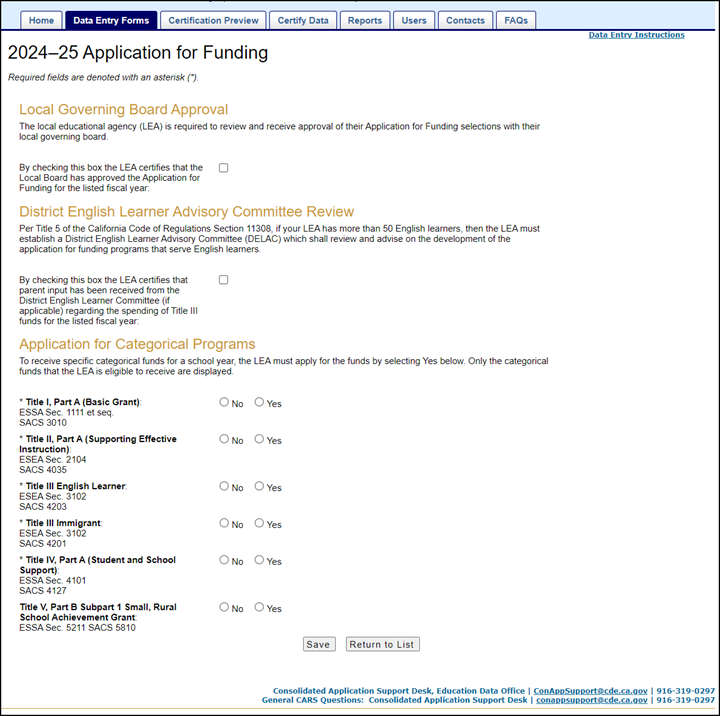 Home
Data Entry Forms
Certification Preview
Certify Data
Reports
Users
Contacts
FAQs
Data Entry Instructions
2024–25 Application for Funding
Required fields are denoted with an asterisk (*).
Local Governing Board Approval
The local educational agency (LEA) is required to review and receive approval of their Application for Funding selections with their
local governing board.
By checking this box the LEA certifies that the
Local Board has approved the Application for
Funding for the listed fiscal year:
District English Learner Advisory Committee Review
Per Title 5 of the California Code of Regulations Section 11308, if your LEA has more than 50 English learners, then the LEA must
establish a District English Learner Advisory Committee (DELAC) which shall review and advise on the development of the
application for funding programs that serve English learners.
By checking this box the LEA certifies that
parent input has been received from the
District English Learner Committee (if
applicable) regarding the spending of Title III
funds for the listed fiscal year:
Application for Categorical Programs
To receive specific categorical funds for a school year, the LEA must apply for the funds by selecting Yes below. Only the categorical
funds that the LEA is eligible to receive are displayed.
* Title I, Part A (Basic Grant): No Yes
ESSA Sec. 1111 et seq.
SACS 3010
* Title II, Part A (Supporting Effective No Yes
Instruction):
ESEA Sec. 2104
SACS 4035
* Title III English Learner: No Yes
ESEA Sec. 3102
SACS 4203
* Title III Immigrant: No Yes
ESEA Sec. 3102
SACS 4201
* Title IV, Part A (Student and School No Yes
Support):
ESSA Sec. 4101
SACS 4127
Title V, Part B Subpart 1 Small, Rural No Yes
School Achievement Grant:
ESSA Sec. 5211 SACS 5810
Save Return to List
Consolidated Application Support Desk, Education Data Office | ConAppSupport@cde.ca.gov | 916-319-0297
General CARS Questions: Consolidated Application Support Desk | conappsupport@cde.ca.gov | 916-319-0297